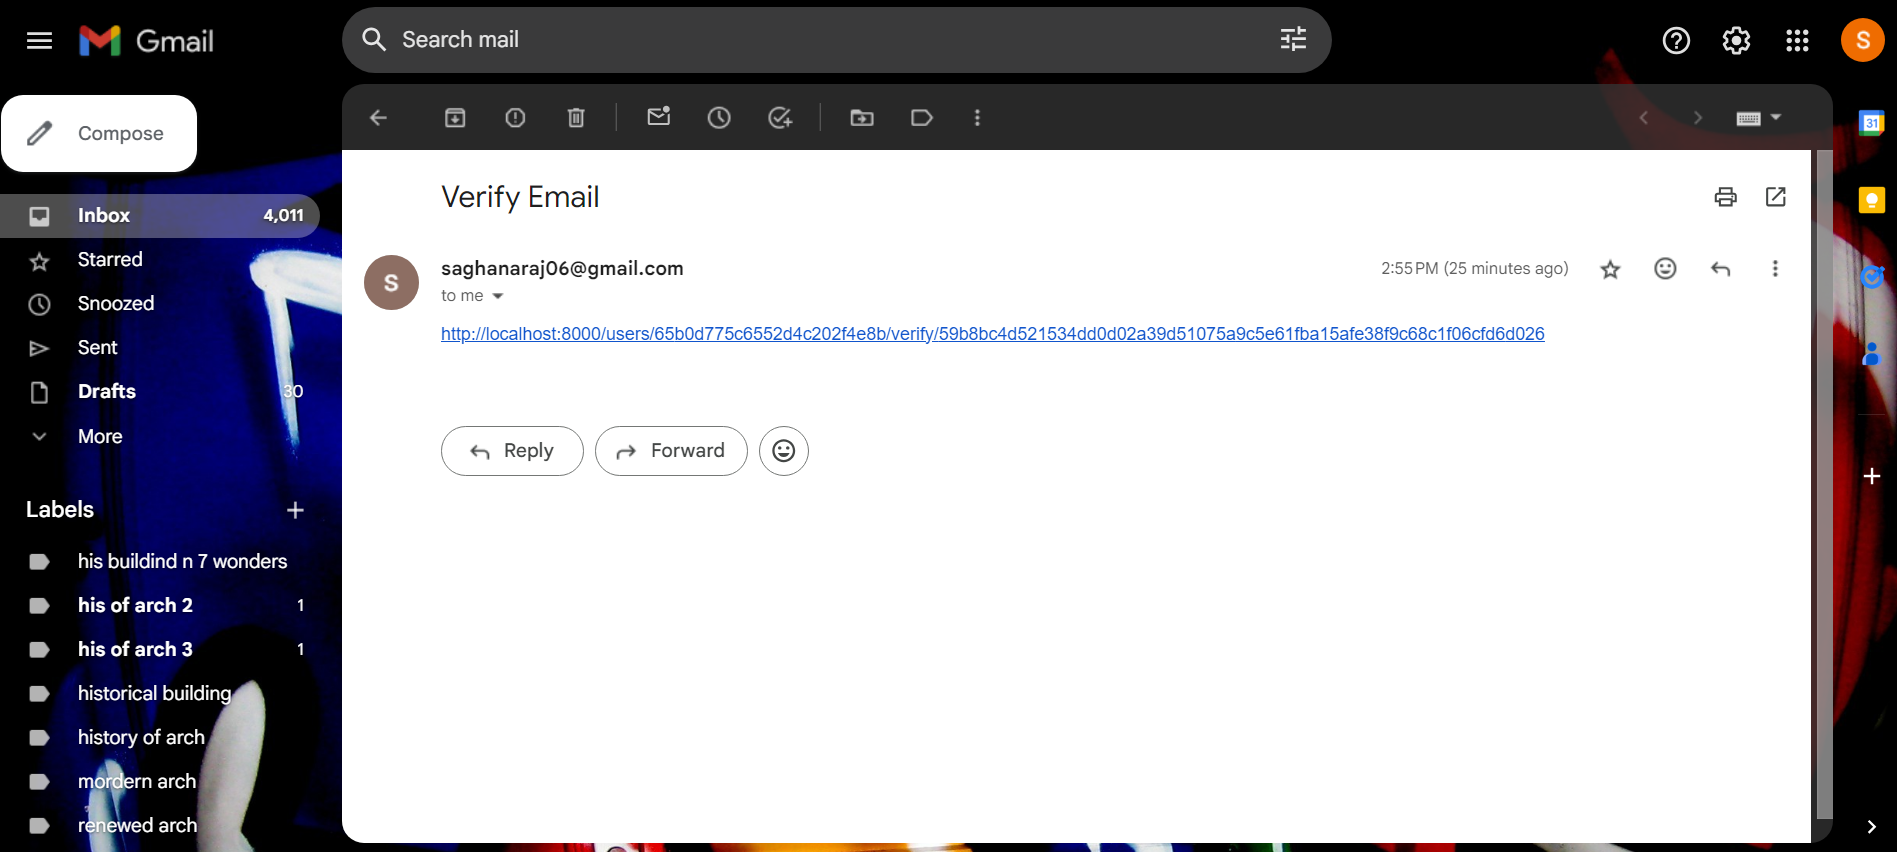 Gmail
Search mail
S
Compose
Inbox 4,011
Starred
Snoozed
Sent
Drafts 30
More
Labels
his buildind n 7 wonders
his of arch 2 1
his of arch 3 1
historical building
history of arch
mordern arch
renewed arch
Verify Email
S
saghanaraj06@gmail.com
2:55 PM (25 minutes ago)
to me
http://localhost:8000/users/65b0d775c6552d4c202f4e8b/verify/59b8bc4d521534dd0d02a39d51075a9c5e61fba15afe38f9c68c1f06cfd6d026
Reply
Forward
31